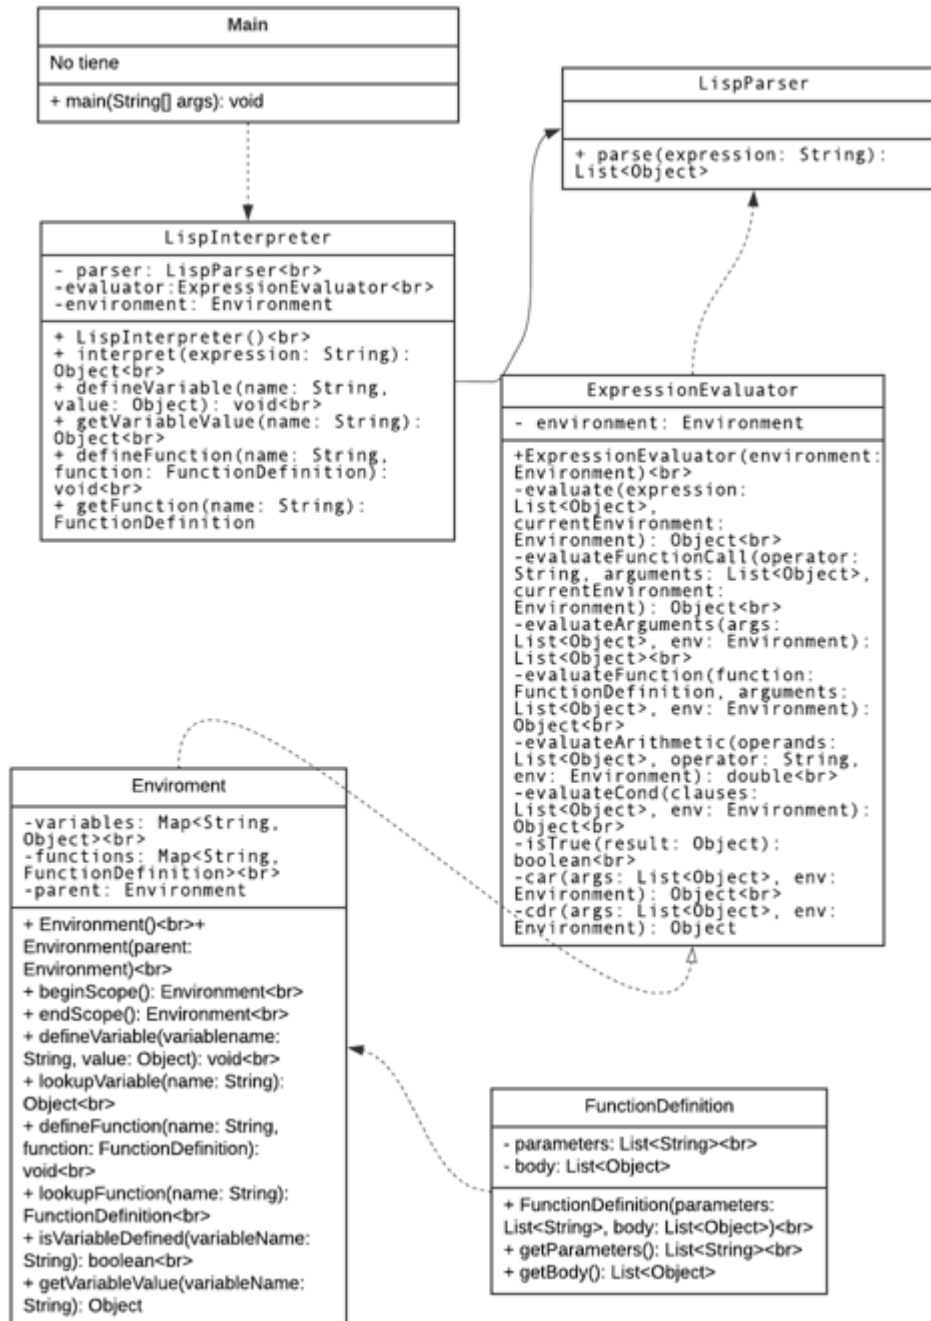 Main
No tiene
+ main(String[] args): void
LispParser
+ parse(expression: String):
List<Object>
LispInterpreter
- parser: LispParser<br>
-evaluator:ExpressionEvaluator<br>
-environment: Environment
+ LispInterpreter()<br>
+ interpret(expression: String):
Object<br>
+ defineVariable(name: String,
value: Object): void<br>
+ getVariableValue(name: String):
Object<br>
+ defineFunction(name: String,
function: FunctionDefinition):
void<br>
+ getFunction(name: String):
FunctionDefinition
ExpressionEvaluator
- environment: Environment
+ExpressionEvaluator(environment:
Environment)<br>
-evaluate(expression:
List<Object>,
currentEnvironment:
Environment): Object<br>
-evaluateFunctionCall(operator:
String, arguments: List<Object>,
currentEnvironment:
Environment): Object<br>
-evaluateArguments(args:
List<Object>, env: Environment):
List<Object><br>
-evaluateFunction(function:
FunctionDefinition, arguments:
List<Object>, env: Environment):
Object<br>
-evaluateArithmetic(operands:
List<Object>, operator: String,
env: Environment): double<br>
-evaluateCond(clauses:
List<Object>, env: Environment):
Object<br>
-isTrue(result: Object):
boolean<br>
-car(args: List<Object>, env:
Environment): Object<br>
-cdr(args: List<Object>, env:
Environment): Object
Enviroment
-variables: Map<String,
Object><br>
-functions: Map<String,
FunctionDefinition><br>
-parent: Environment
+ Environment()<br>+
Environment(parent:
Environment)<br>
+ beginScope(): Environment<br>
+ endScope(): Environment<br>
+ defineVariable(variablename:
String, value: Object): void<br>
+ lookupVariable(name: String):
Object<br>
+ defineFunction(name: String,
function: FunctionDefinition):
void<br>
+ lookupFunction(name: String):
FunctionDefinition<br>
+ isVariableDefined(variableName:
String): boolean<br>
+ getVariableValue(variableName:
String): Object
FunctionDefinition
- parameters: List<String><br>
- body: List<Object>
+ FunctionDefinition(parameters:
List<String>, body: List<Object>)<br>
+ getParameters(): List<String><br>
+ getBody(): List<Object>